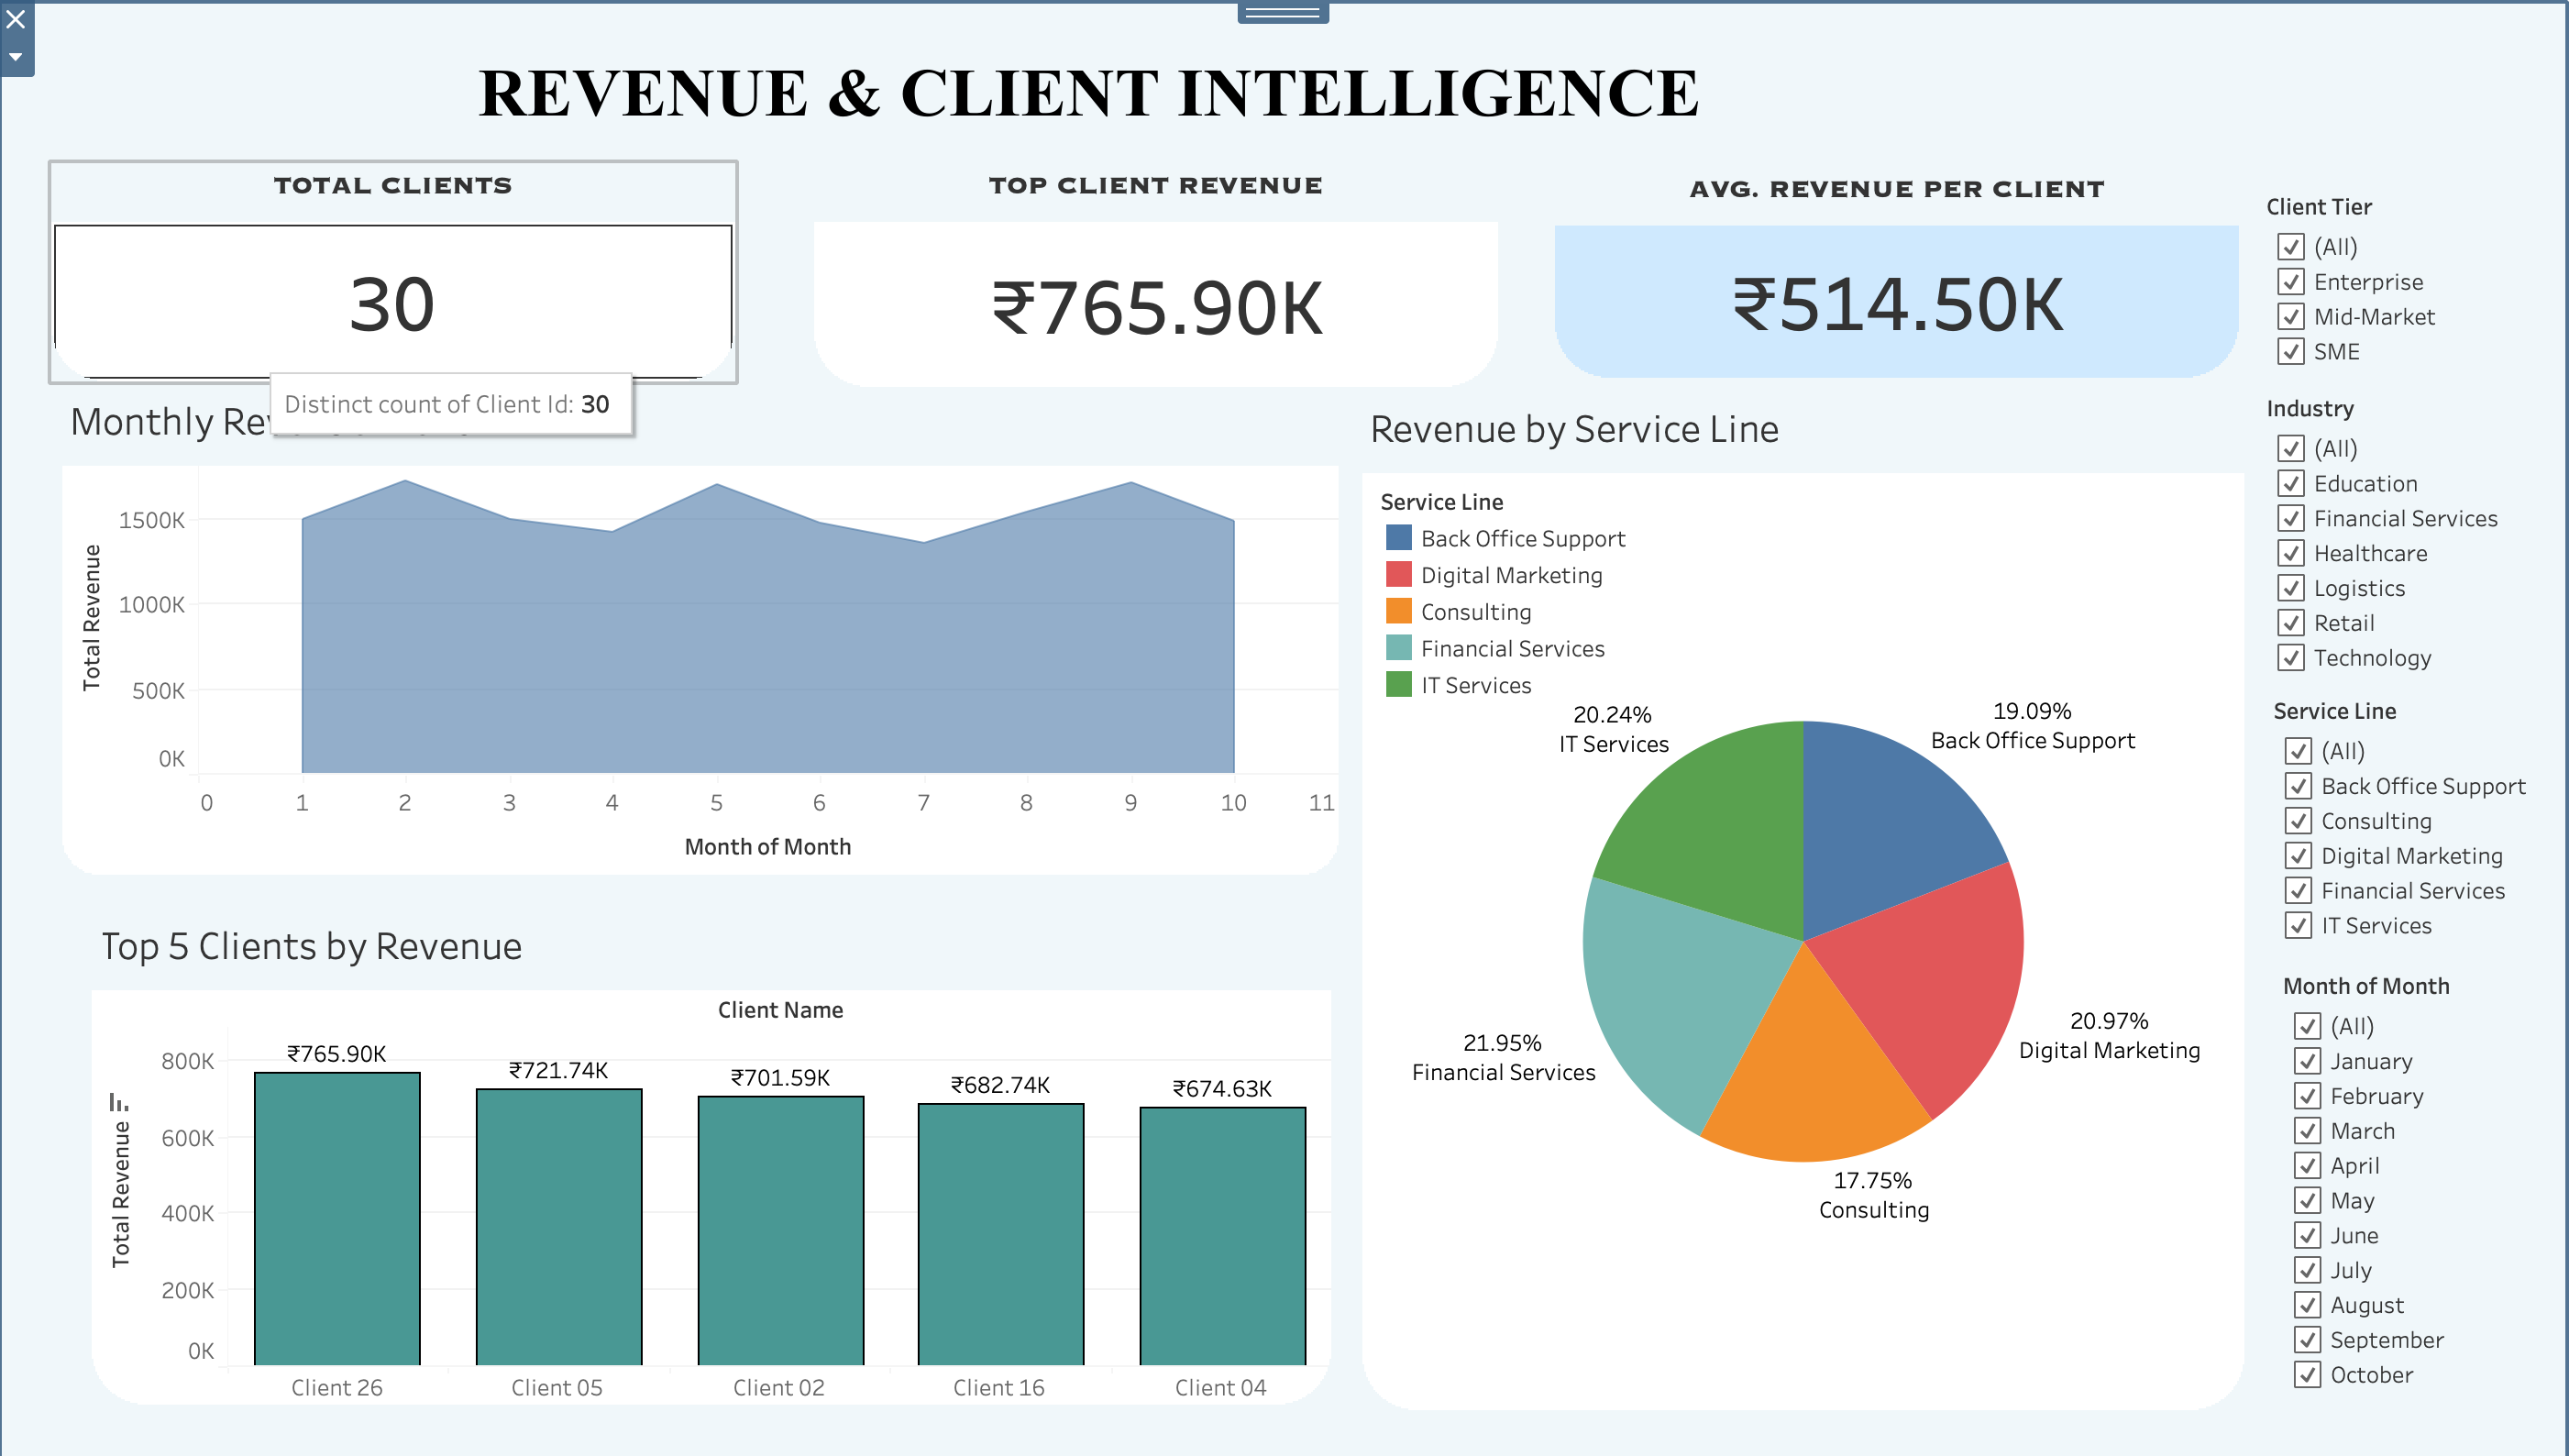 REVENUE & CLIENT INTELLIGENCE
TOTAL CLIENTS
30
Distinct count of Client Id: 30
TOP CLIENT REVENUE
₹765.90K
AVG. REVENUE PER CLIENT
₹514.50K
Monthly
Total Revenue
1500K
1000K
500K
0K
0 1 2 3 4 5 6 7 8 9 10 11
Month of Month
Top 5 Clients by Revenue
Client Name
Total Revenue
800K
600K
400K
200K
0K
₹765.90K ₹721.74K ₹701.59K ₹682.74K ₹674.63K
Client 26 Client 05 Client 02 Client 16 Client 04
Revenue by Service Line
Service Line
Back Office Support
Digital Marketing
Consulting
Financial Services
IT Services
20.24%
IT Services
19.09%
Back Office Support
20.97%
Digital Marketing
21.95%
Financial Services
17.75%
Consulting
Client Tier
(All)
Enterprise
Mid-Market
SME
Industry
(All)
Education
Financial Services
Healthcare
Logistics
Retail
Technology
Service Line
(All)
Back Office Support
Consulting
Digital Marketing
Financial Services
IT Services
Month of Month
(All)
January
February
March
April
May
June
July
August
September
October